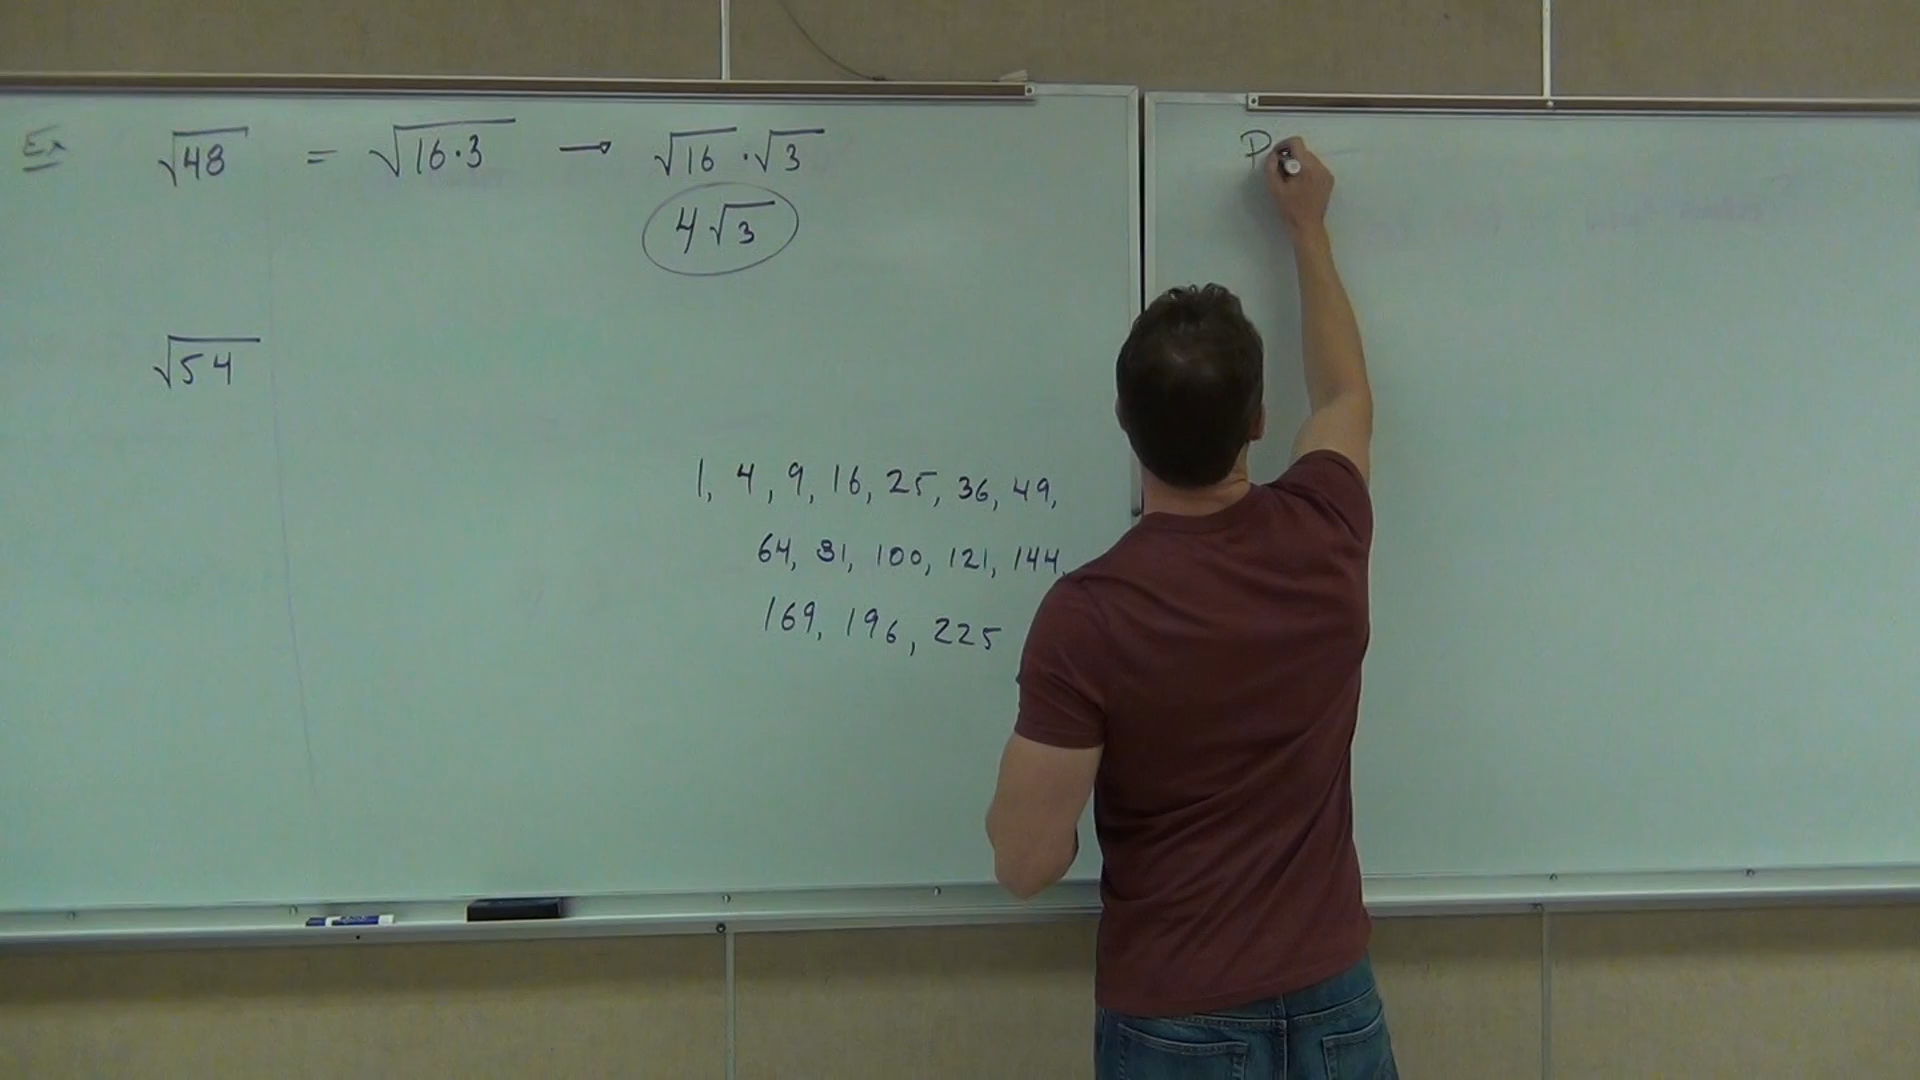 Ex √48 = √16·3 → √16 · √3
4√3
√54
1, 4, 9, 16, 25, 36, 49,
64, 81, 100, 121, 144,
169, 196, 225
P